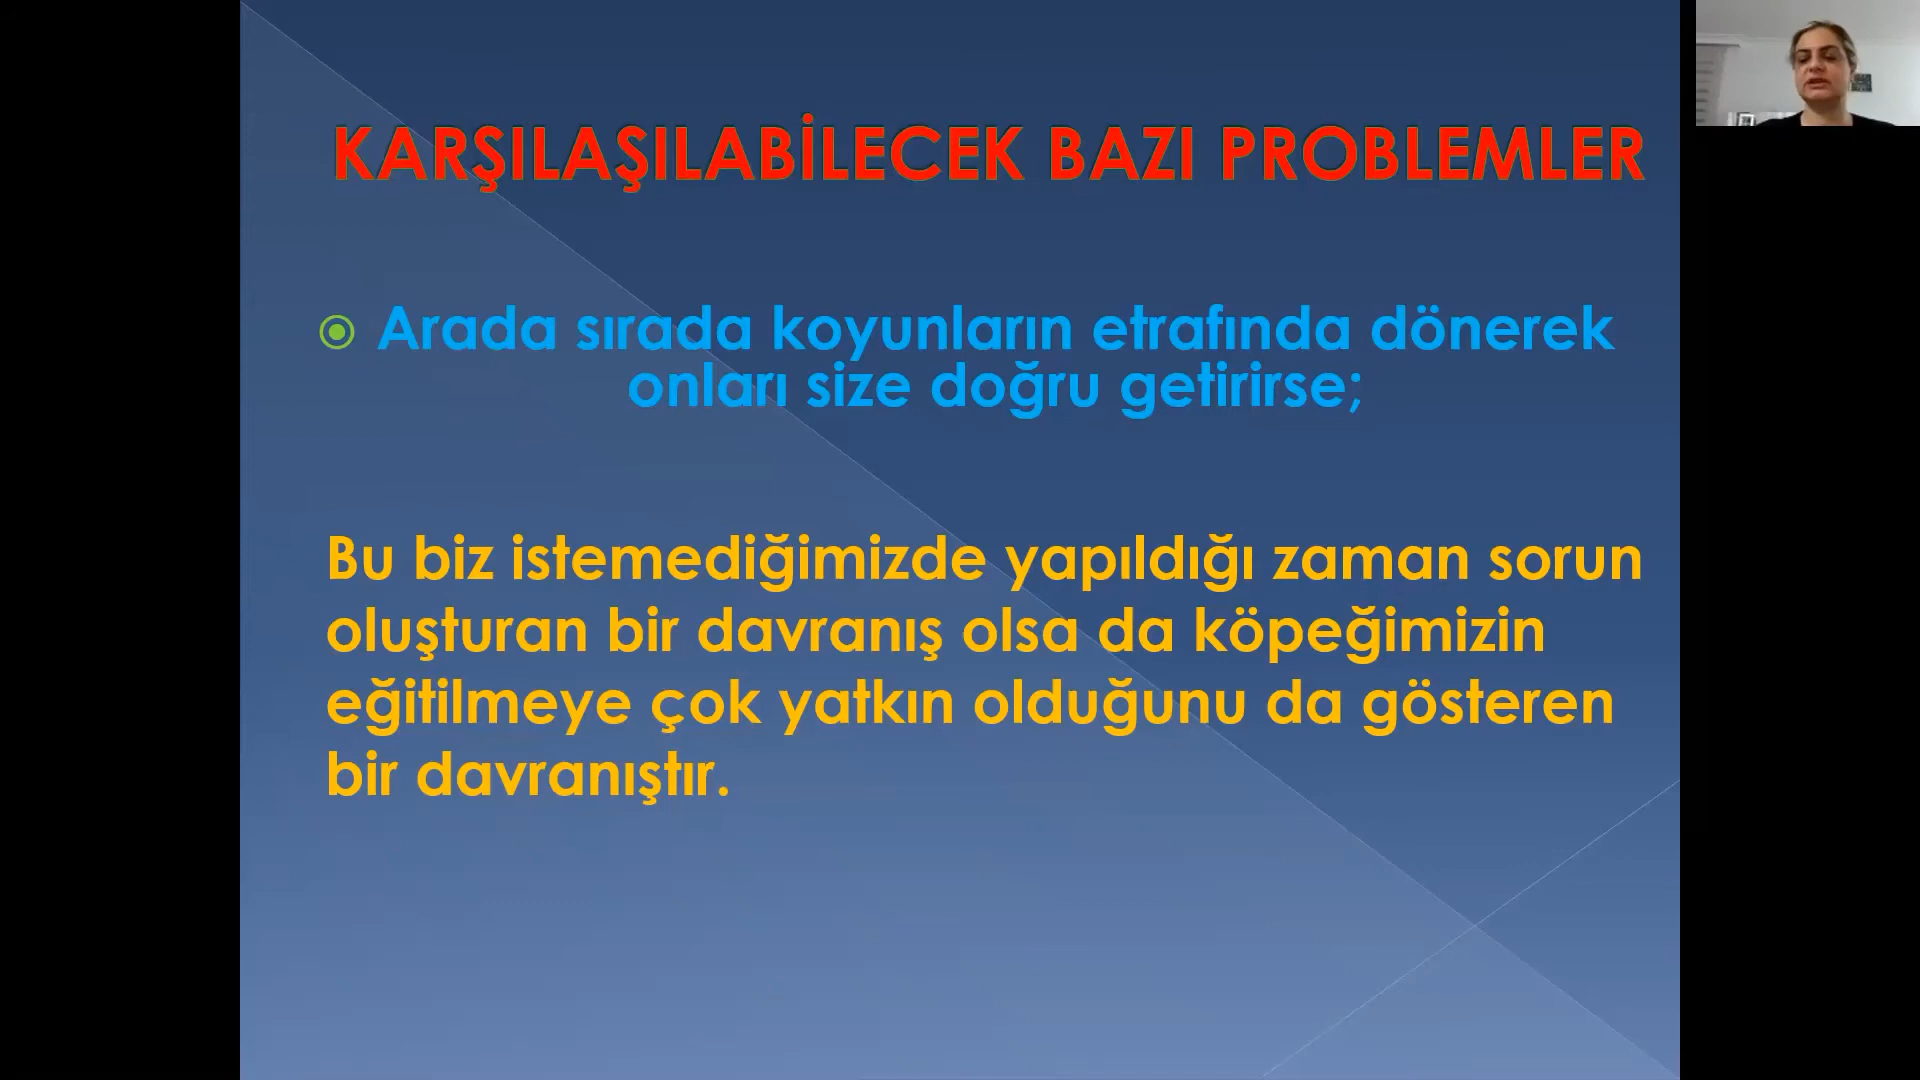 KARŞILAŞILABİLECEK BAZI PROBLEMLER
Arada sırada koyunların etrafında dönerek
onları size doğru getirirse;
Bu biz istemediğimizde yapıldığı zaman sorun
oluşturan bir davranış olsa da köpeğimizin
eğitilmeye çok yatkın olduğunu da gösteren
bir davranıştır.